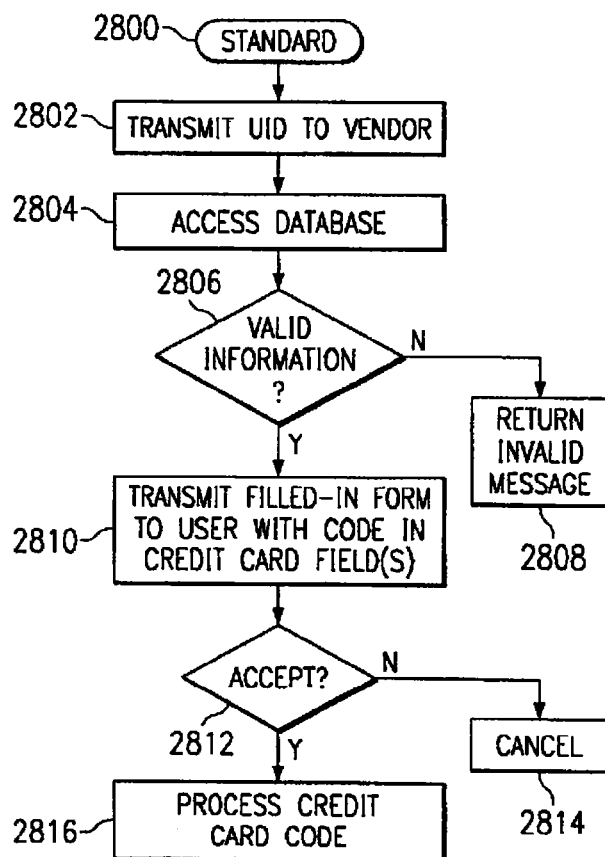 2800
STANDARD
2802
TRANSMIT UID TO VENDOR
2804
ACCESS DATABASE
2806
VALID
INFORMATION
?
N
Y
RETURN
INVALID
MESSAGE
2808
2810
TRANSMIT FILLED-IN FORM
TO USER WITH CODE IN
CREDIT CARD FIELD(S)
ACCEPT?
N
2812
Y
CANCEL
2814
2816
PROCESS CREDIT
CARD CODE